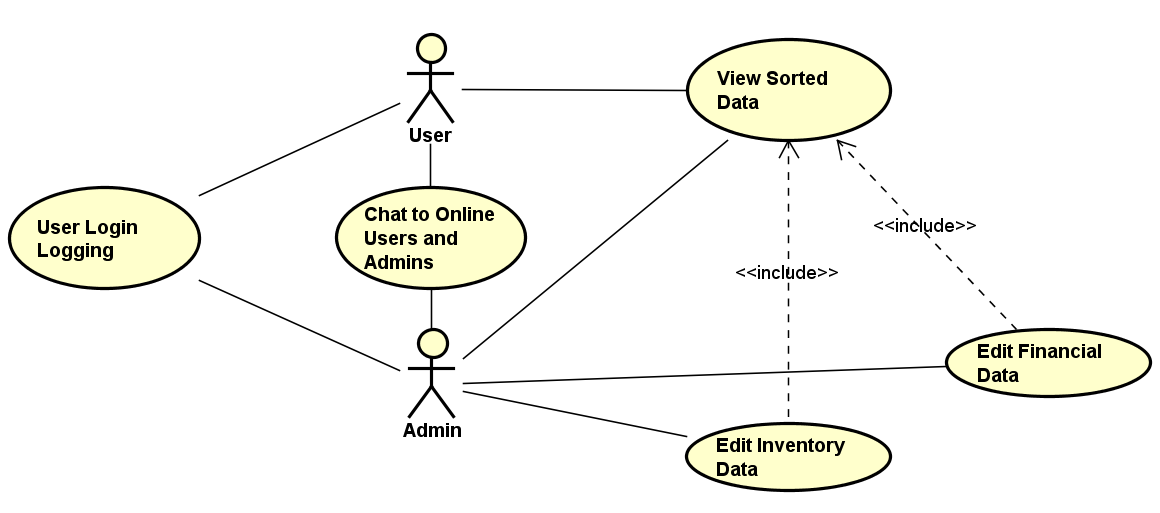 User
View Sorted
Data
User Login
Logging
Chat to Online
Users and
Admins
<<include>>
<<include>>
Admin
Edit Financial
Data
Edit Inventory
Data